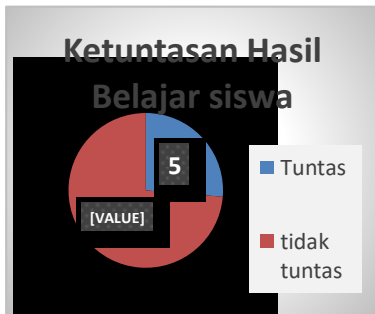 Ketuntasan Hasil
Belajar siswa
5
[VALUE]
Tuntas
tidak
tuntas